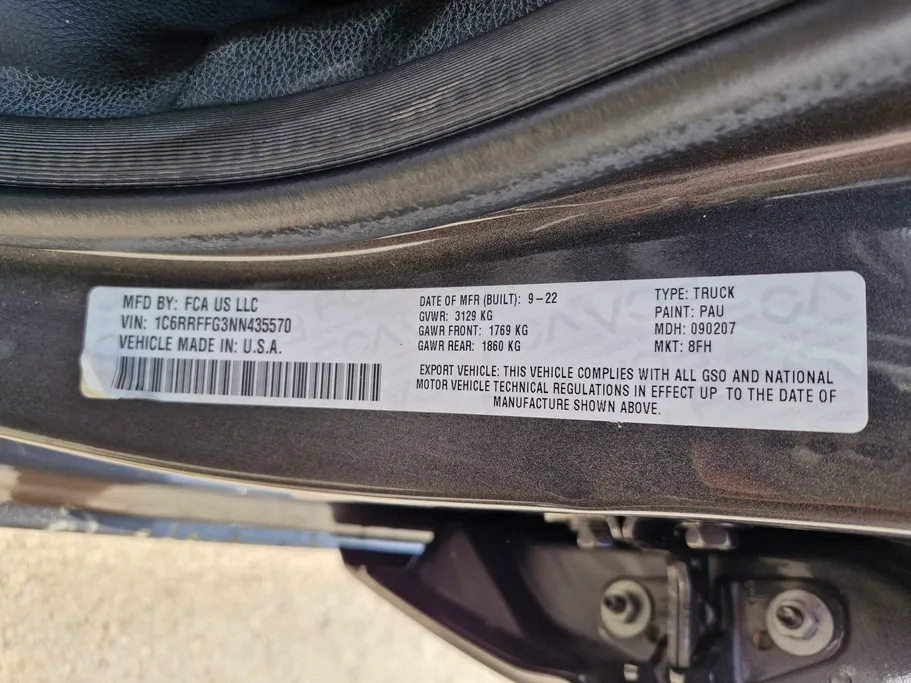 MFD BY: FCA US LLC
VIN: 1C6RRFFG3NN435570
VEHICLE MADE IN: U.S.A.
DATE OF MFR (BUILT): 9-22
GVWR: 3129 KG
GAWR FRONT: 1769 KG
GAWR REAR: 1860 KG
TYPE: TRUCK
PAINT: PAU
MDH: 090207
MKT: 8FH
EXPORT VEHICLE: THIS VEHICLE COMPLIES WITH ALL GSO AND NATIONAL
MOTOR VEHICLE TECHNICAL REGULATIONS IN EFFECT UP TO THE DATE OF
MANUFACTURE SHOWN ABOVE.